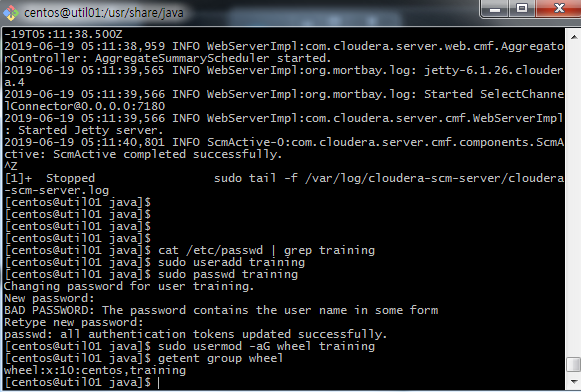 centos@util01:/usr/share/java
-19T05:11:38.500Z
2019-06-19 05:11:38,959 INFO WebServerImpl:com.cloudera.server.web.cmf.Aggregato
rController: AggregateSummaryScheduler started.
2019-06-19 05:11:39,565 INFO WebServerImpl:org.mortbay.log: jetty-6.1.26.clouder
a.4
2019-06-19 05:11:39,566 INFO WebServerImpl:org.mortbay.log: Started SelectChanne
lConnector@0.0.0.0:7180
2019-06-19 05:11:39,566 INFO WebServerImpl:com.cloudera.server.cmf.WebServerImpl
: Started Jetty server.
2019-06-19 05:11:40,801 INFO ScmActive-0:com.cloudera.server.cmf.components.ScmA
ctive: ScmActive completed successfully.
^Z
[1]+  Stopped                 sudo tail -f /var/log/cloudera-scm-server/cloudera
-scm-server.log
[centos@util01 java]$
[centos@util01 java]$
[centos@util01 java]$
[centos@util01 java]$
[centos@util01 java]$ cat /etc/passwd | grep training
[centos@util01 java]$ sudo useradd training
[centos@util01 java]$ sudo passwd training
Changing password for user training.
New password:
BAD PASSWORD: The password contains the user name in some form
Retype new password:
passwd: all authentication tokens updated successfully.
[centos@util01 java]$ sudo usermod -aG wheel training
[centos@util01 java]$ getent group wheel
wheel:x:10:centos,training
[centos@util01 java]$